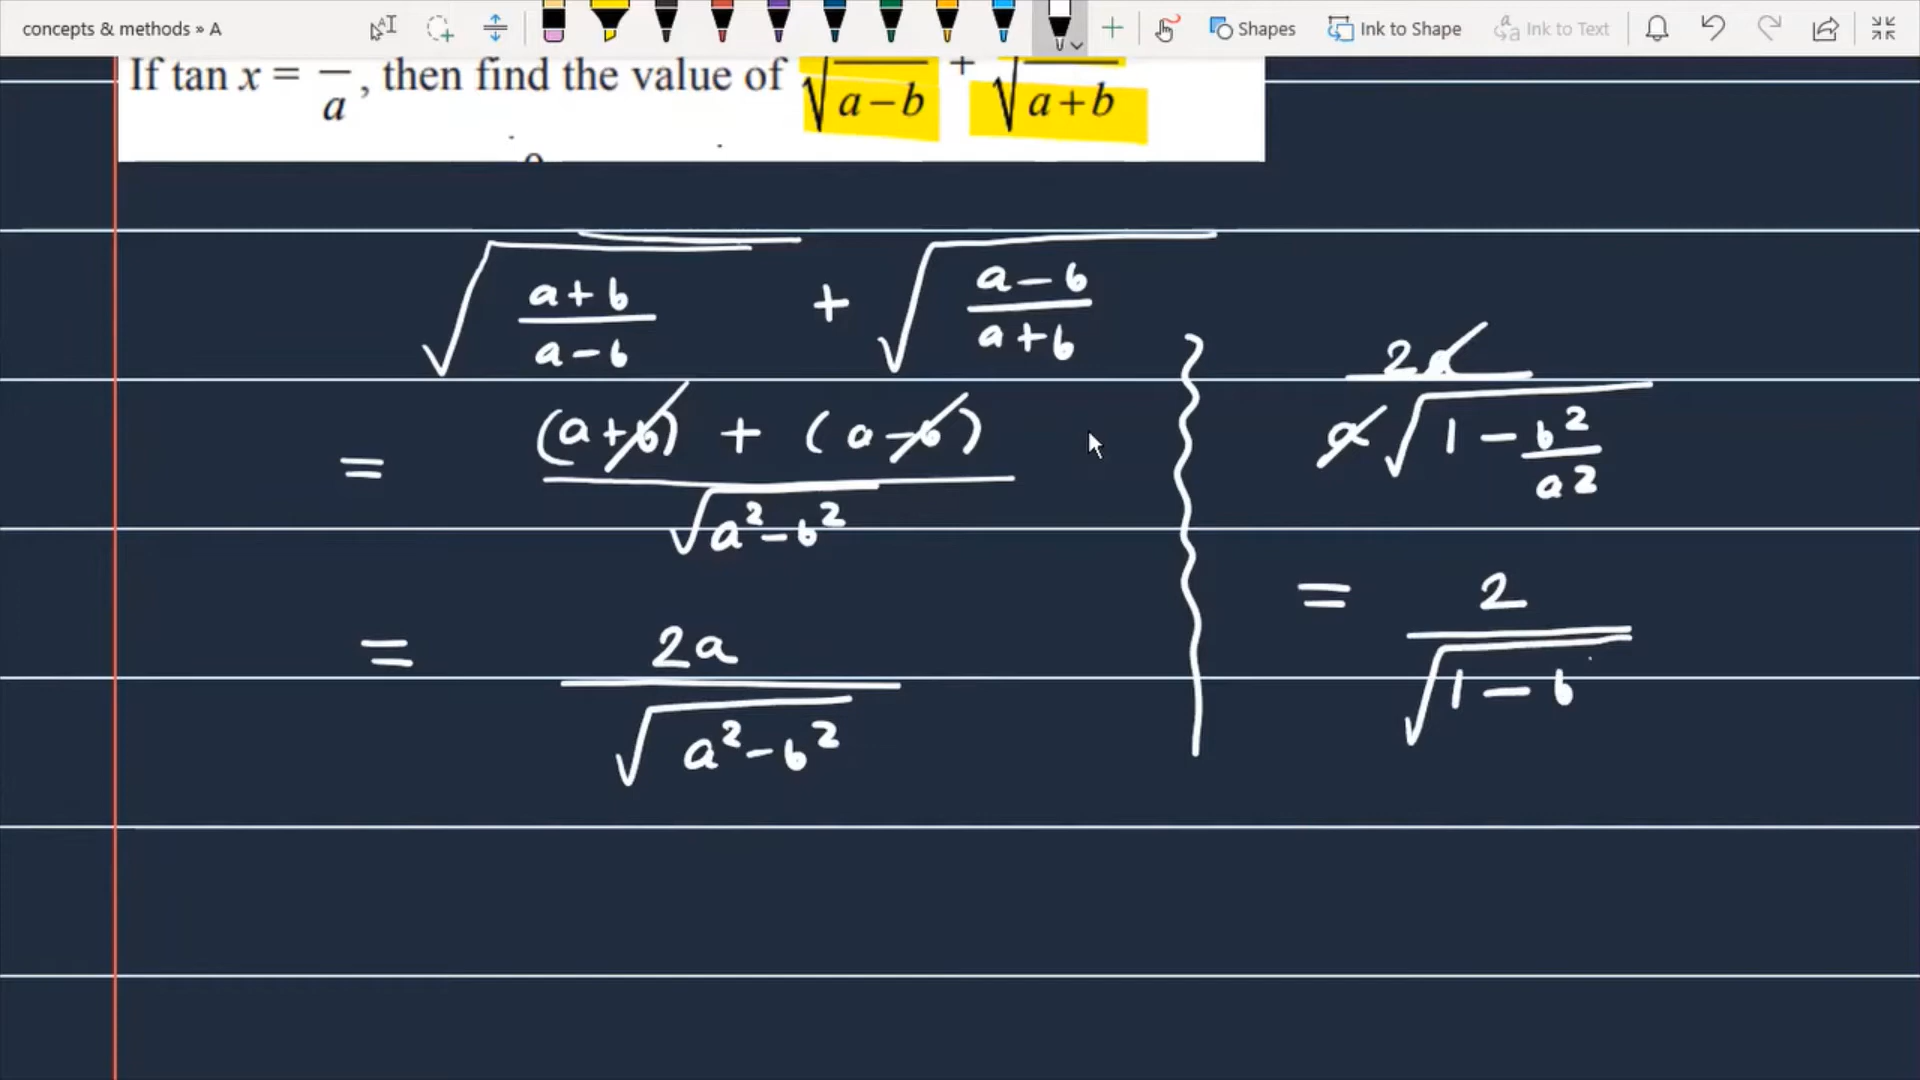 concepts & methods » A
Shapes Ink to Shape Ink to Text
If tan x = — / a, then find the value of √(— / a−b) + √(— / a+b)
√((a+b)/(a−b)) + √((a−b)/(a+b))
= ((a+b) + (a−b)) / √(a²−b²)
= 2a / √(a²−b²)
2a / a√(1 − b²/a²)
= 2 / √(1 − b